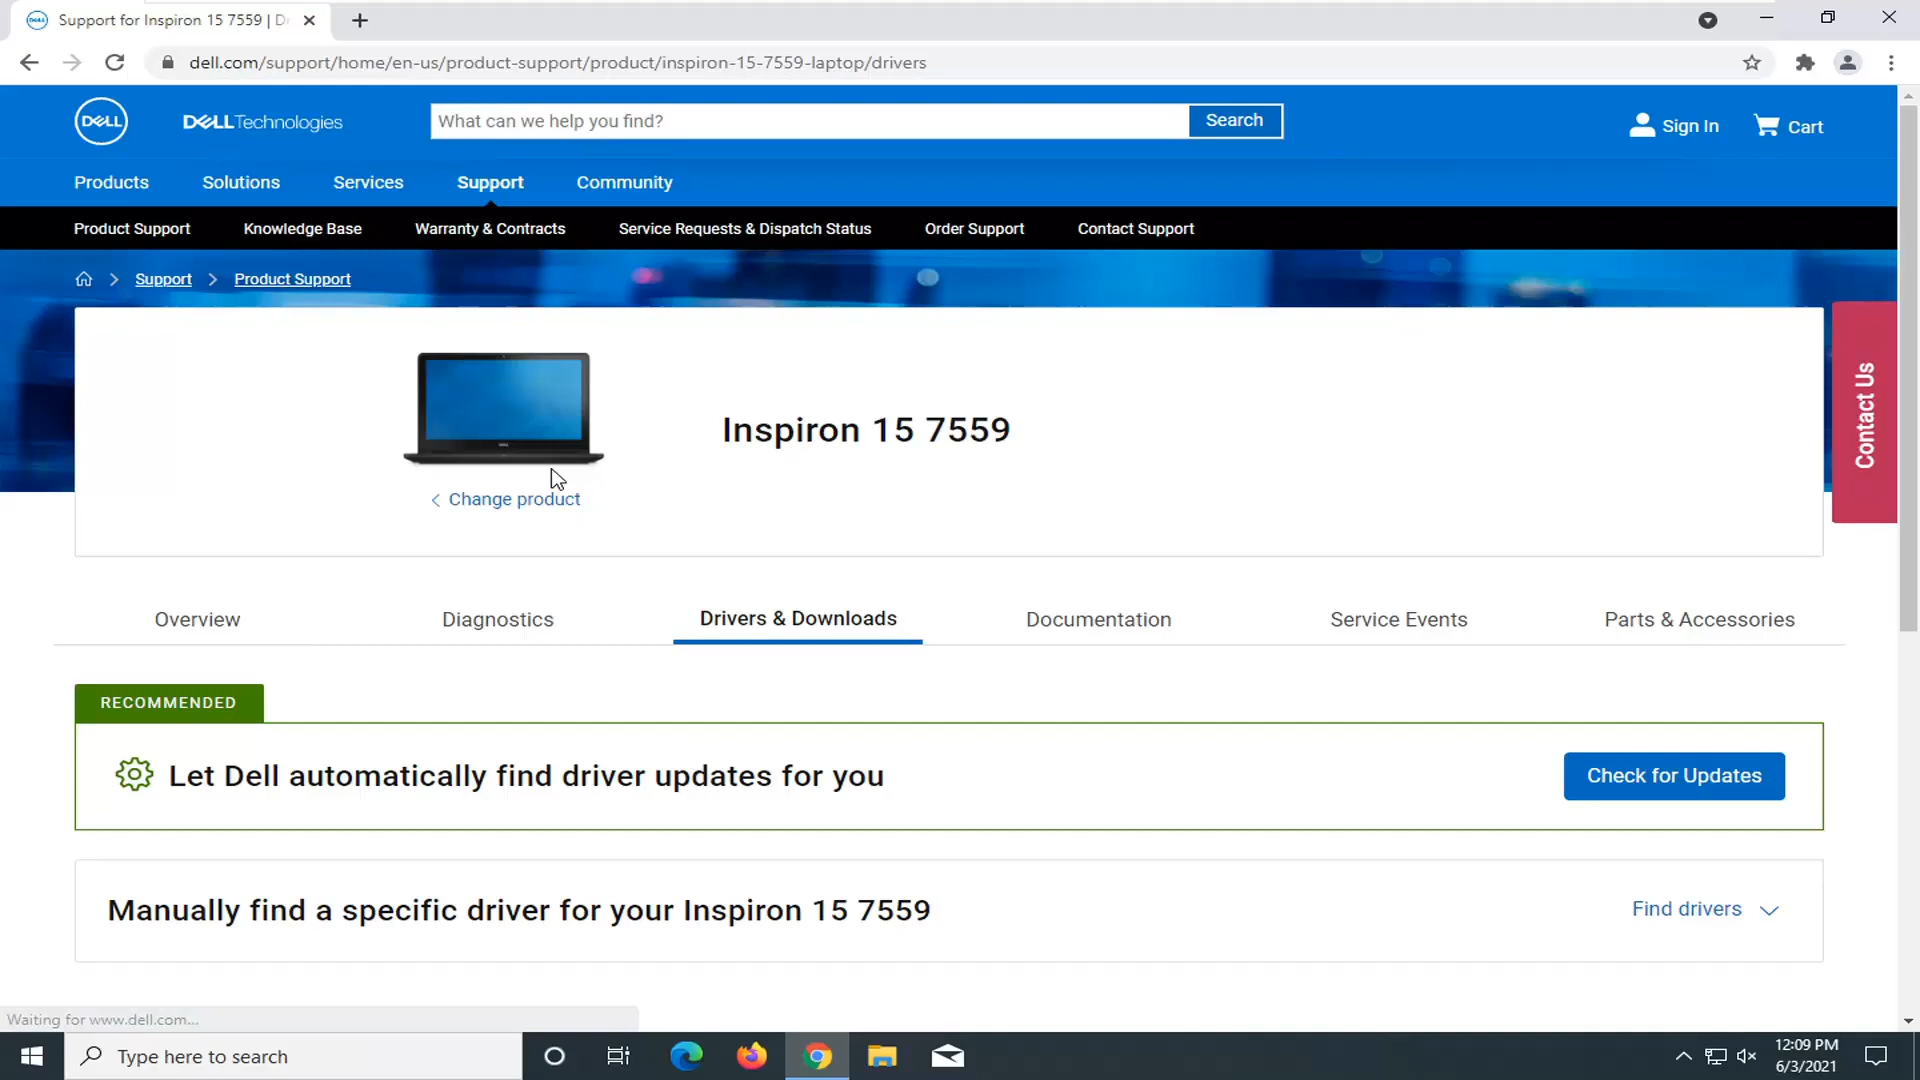 Support for Inspiron 15 7559 | D
dell.com/support/home/en-us/product-support/product/inspiron-15-7559-laptop/drivers
DELL
DELLTechnologies
What can we help you find?
Search
Sign In
Cart
Products
Solutions
Services
Support
Community
Product Support
Knowledge Base
Warranty & Contracts
Service Requests & Dispatch Status
Order Support
Contact Support
Support
Product Support
Contact Us
Inspiron 15 7559
Change product
Overview
Diagnostics
Drivers & Downloads
Documentation
Service Events
Parts & Accessories
RECOMMENDED
Let Dell automatically find driver updates for you
Check for Updates
Manually find a specific driver for your Inspiron 15 7559
Find drivers
Waiting for www.dell.com...
Type here to search
12:09 PM
6/3/2021